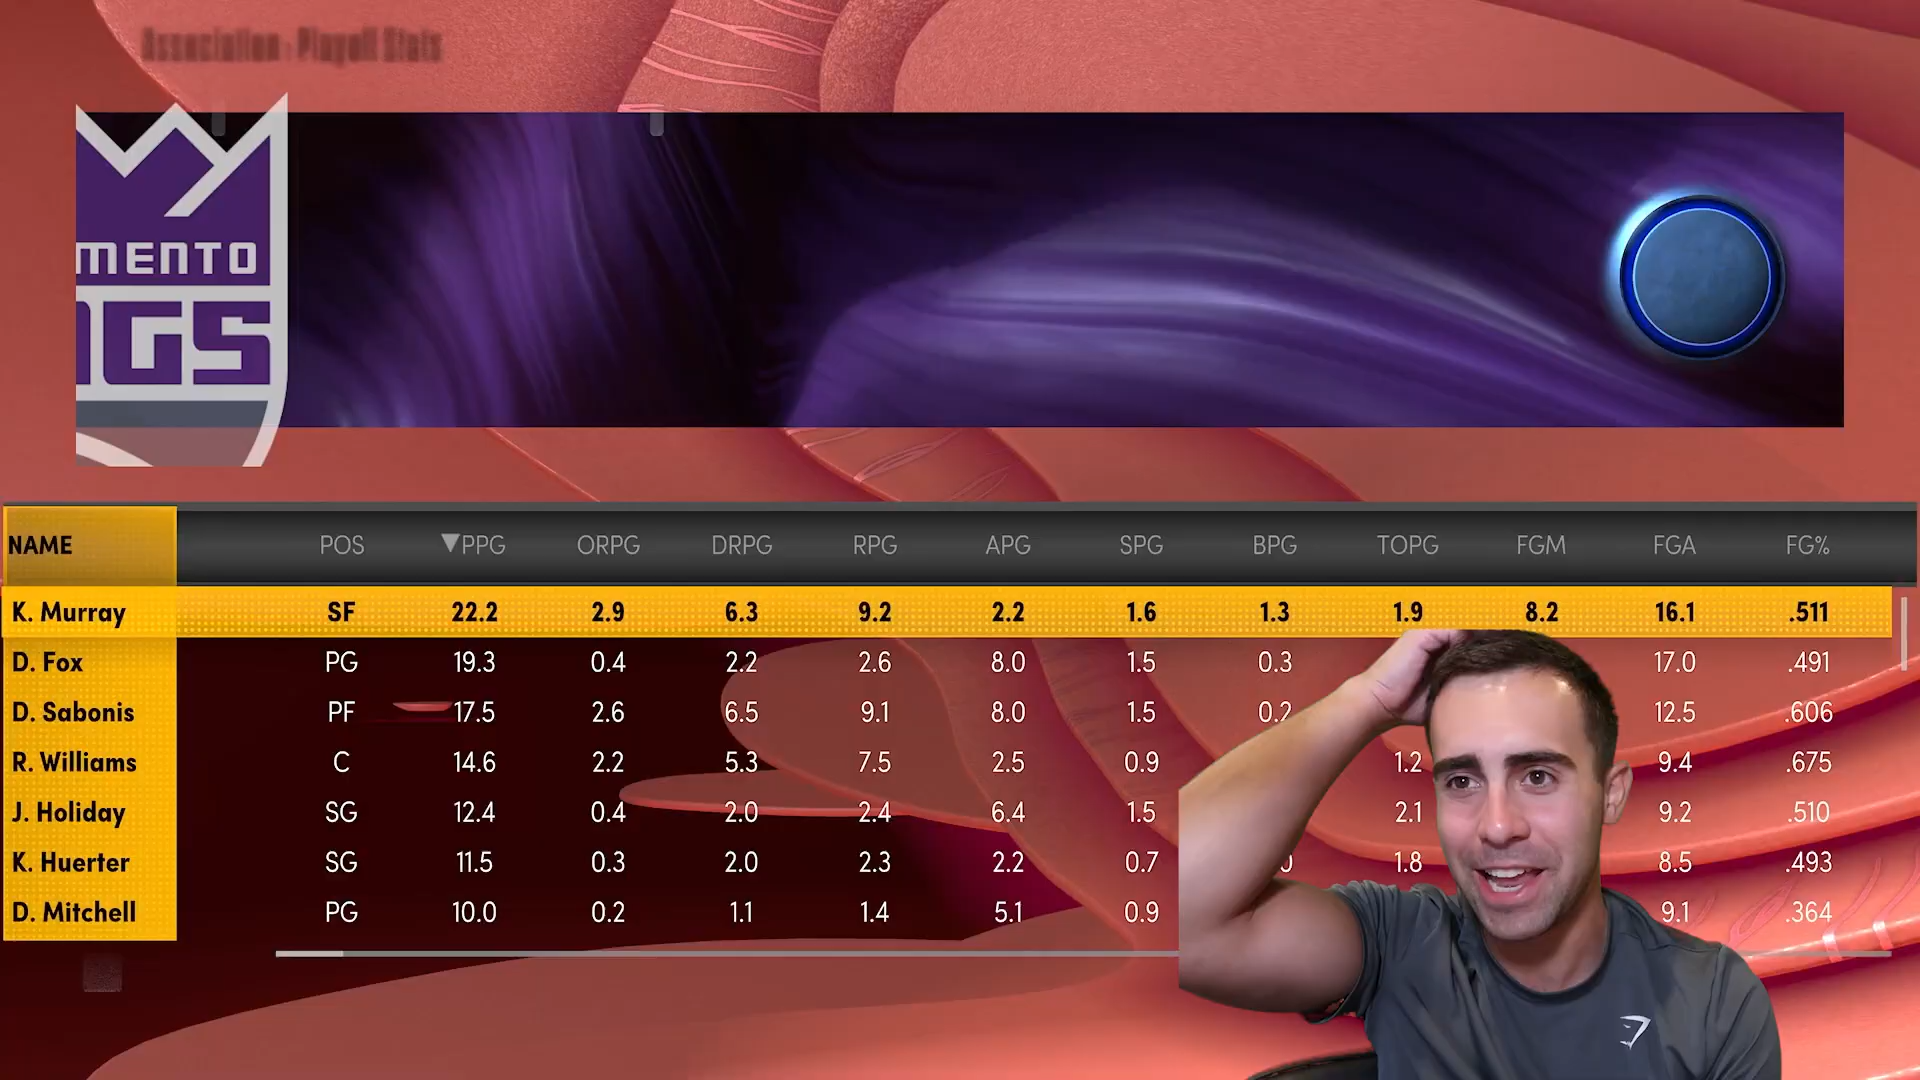 Association · Playoff Stats
MENTO
NGS
NAME POS ▼PPG ORPG DRPG RPG APG SPG BPG TOPG FGM FGA FG%
K. Murray SF 22.2 2.9 6.3 9.2 2.2 1.6 1.3 1.9 8.2 16.1 .511
D. Fox PG 19.3 0.4 2.2 2.6 8.0 1.5 0.3 17.0 .491
D. Sabonis PF 17.5 2.6 6.5 9.1 8.0 1.5 0.2 12.5 .606
R. Williams C 14.6 2.2 5.3 7.5 2.5 0.9 1.2 9.4 .675
J. Holiday SG 12.4 0.4 2.0 2.4 6.4 1.5 2.1 9.2 .510
K. Huerter SG 11.5 0.3 2.0 2.3 2.2 0.7 1.8 8.5 .493
D. Mitchell PG 10.0 0.2 1.1 1.4 5.1 0.9 9.1 .364